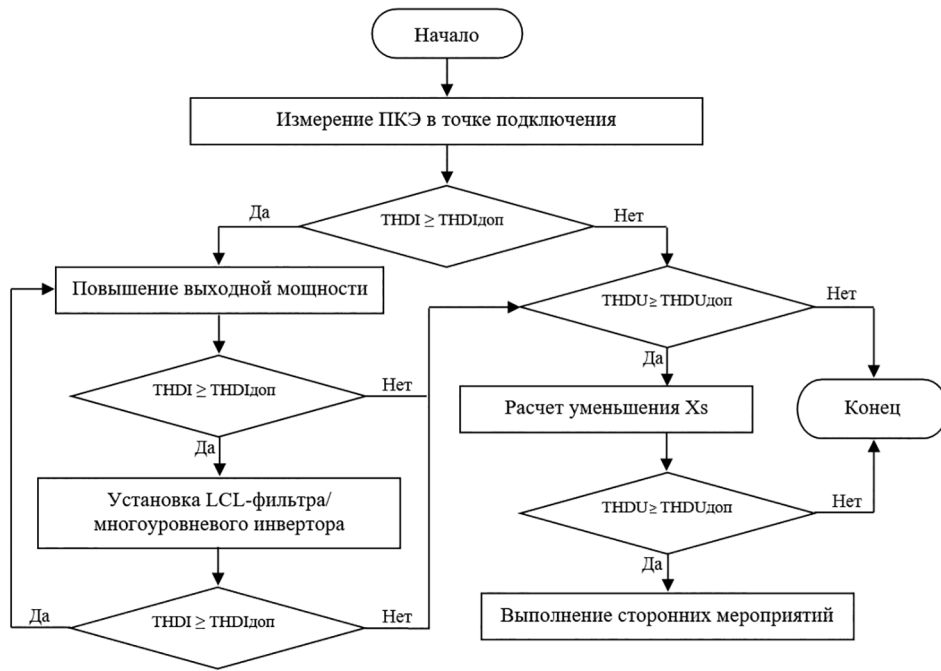 Начало
Измерение ПКЭ в точке подключения
THDI ≥ THDIдоп
Да
Нет
Повышение выходной мощности
THDU≥ THDUдоп
Нет
THDI ≥ THDIдоп
Нет
Да
Да
Расчет уменьшения Xs
Конец
Установка LCL-фильтра/
многоуровневого инвертора
THDU≥ THDUдоп
Нет
Да
THDI ≥ THDIдоп
Да
Нет
Выполнение сторонних мероприятий